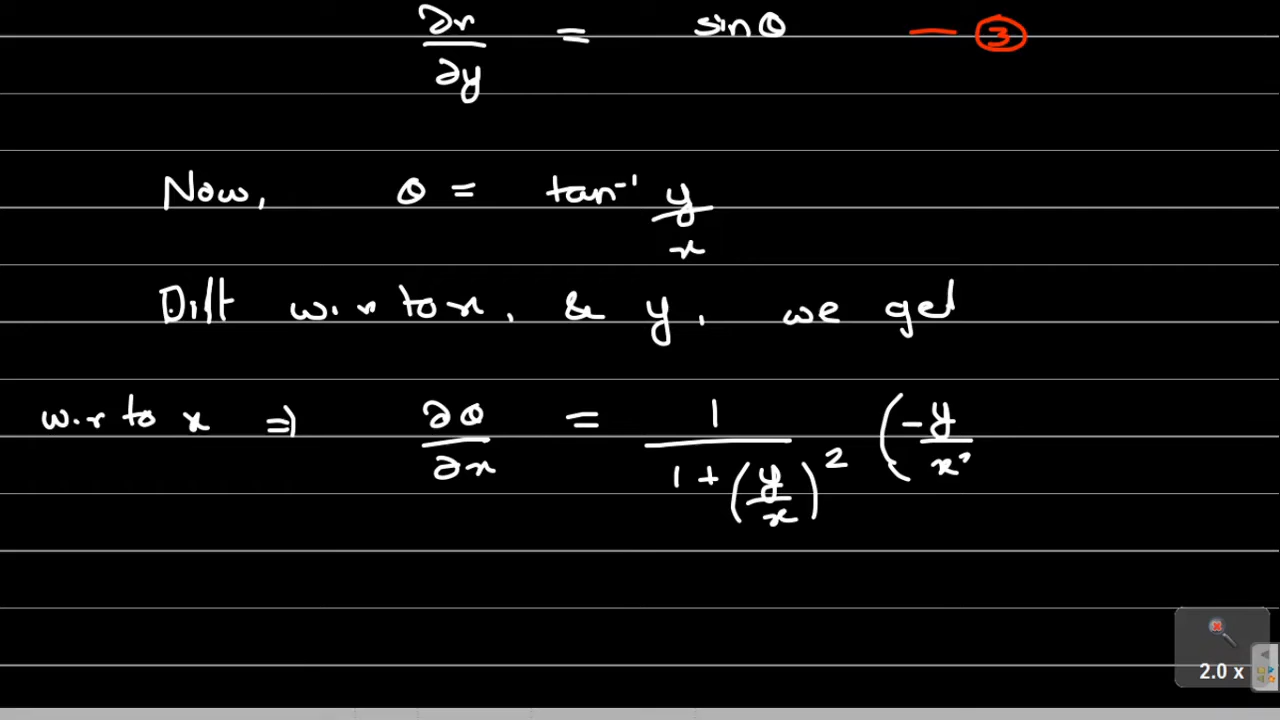 ∂r/∂y = sinθ — ③
Now, θ = tan⁻¹ y/x
Diff w.r to x, & y, we get
w.r to x ⇒ ∂θ/∂x = 1/(1+(y/x)²) (-y/x²
2.0 x